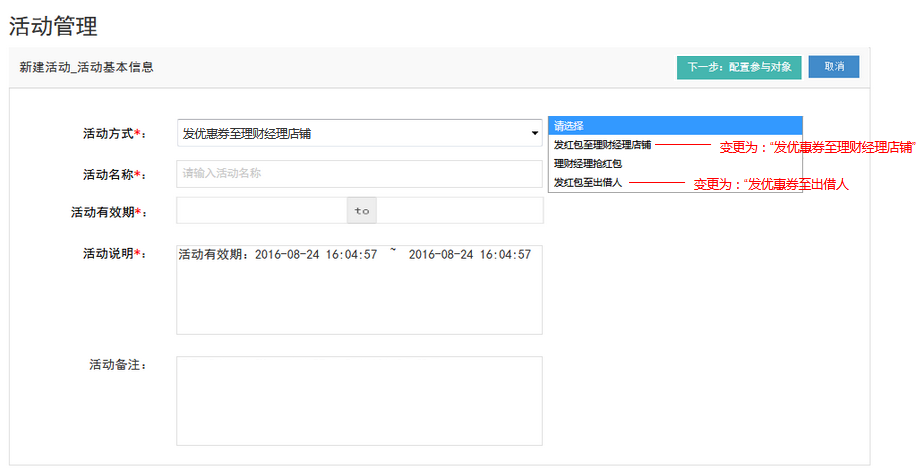 活动管理
新建活动_活动基本信息
下一步：配置参与对象
取消
活动方式*：
发优惠券至理财经理店铺
请选择
发红包至理财经理店铺
变更为：“发优惠券至理财经理店铺”
理财经理抢红包
发红包至出借人
变更为：“发优惠券至出借人
活动名称*：
请输入活动名称
活动有效期*：
to
活动说明*：
活动有效期：2016-08-24 16:04:57 ~ 2016-08-24 16:04:57
活动备注：